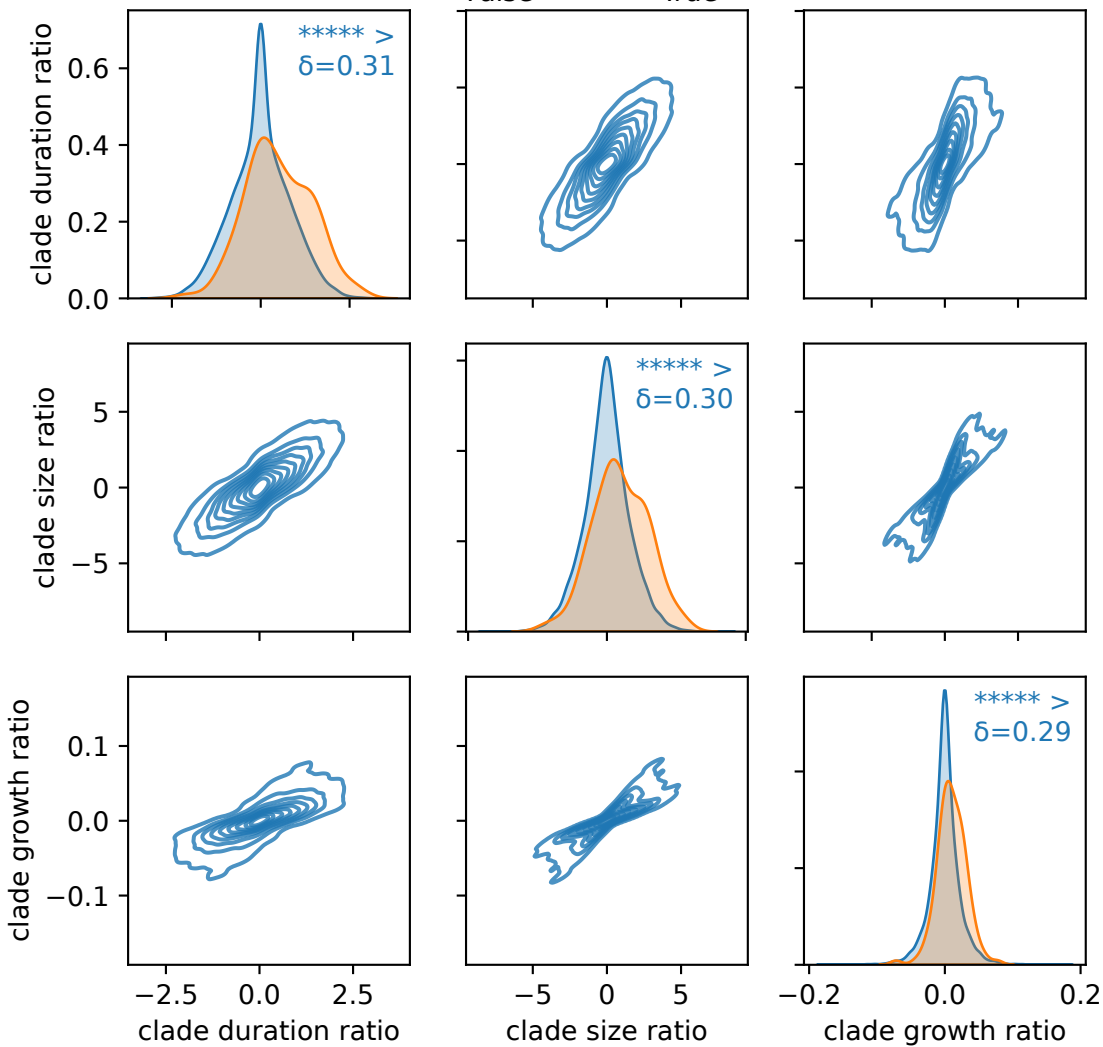 ***** >
δ=0.31
0.6
0.4
0.2
0.0
clade duration ratio
***** >
δ=0.30
5
0
−5
clade size ratio
***** >
δ=0.29
0.1
0.0
−0.1
clade growth ratio
−2.5 0.0 2.5
−5 0 5
−0.2 0.0 0.2
clade duration ratio
clade size ratio
clade growth ratio